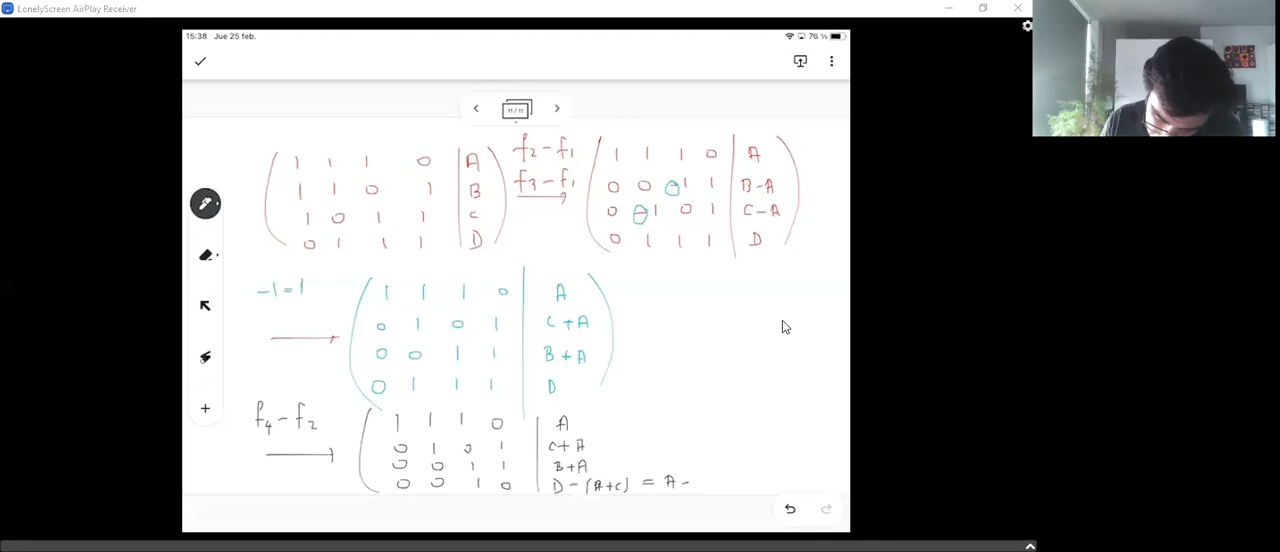 LonelyScreen AirPlay Receiver
15:38 Jue 25 feb.
76 %
11 / 11
1 1 1 0 | A
1 1 0 1 | B
1 0 1 1 | C
0 1 1 1 | D
f2 - f1
f3 - f1
1 1 1 0 | A
0 0 -1 1 | B - A
0 -1 0 1 | C - A
0 1 1 1 | D
-1 = 1
1 1 1 0 | A
0 1 0 1 | C + A
0 0 1 1 | B + A
0 1 1 1 | D
f4 - f2
1 1 1 0 | A
0 1 0 1 | C + A
0 0 1 1 | B + A
0 0 1 0 | D - (A+C) = A -